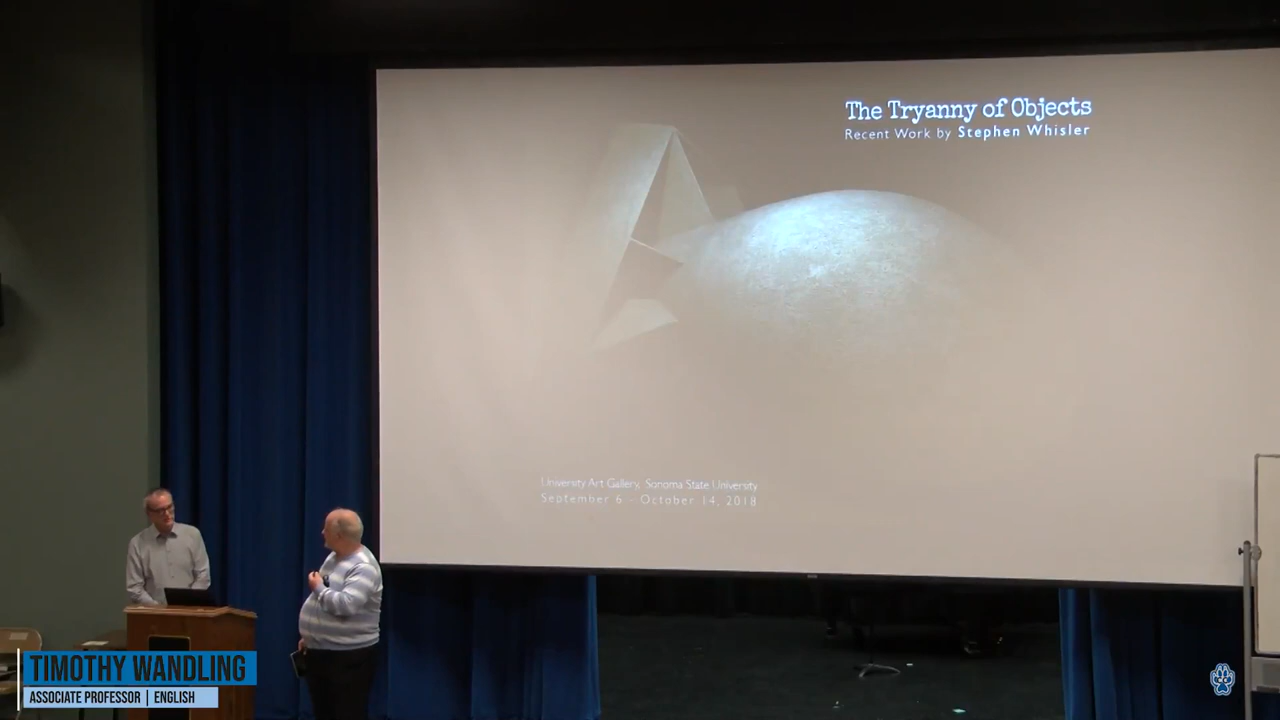 The Tryanny of Objects
Recent Work by Stephen Whisler
University Art Gallery, Sonoma State University
September 6 - October 14, 2018
TIMOTHY WANDLING
ASSOCIATE PROFESSOR | ENGLISH